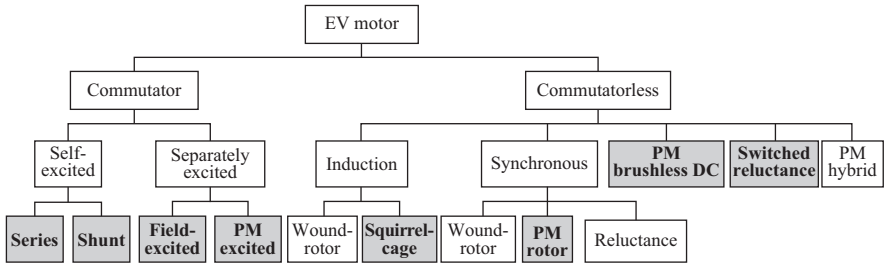 EV motor
Commutator
Commutatorless
Self-
excited
Separately
excited
Induction
Synchronous
PM
brushless DC
Switched
reluctance
PM
hybrid
Series
Shunt
Field-
excited
PM
excited
Wound-
rotor
Squirrel-
cage
Wound-
rotor
PM
rotor
Reluctance